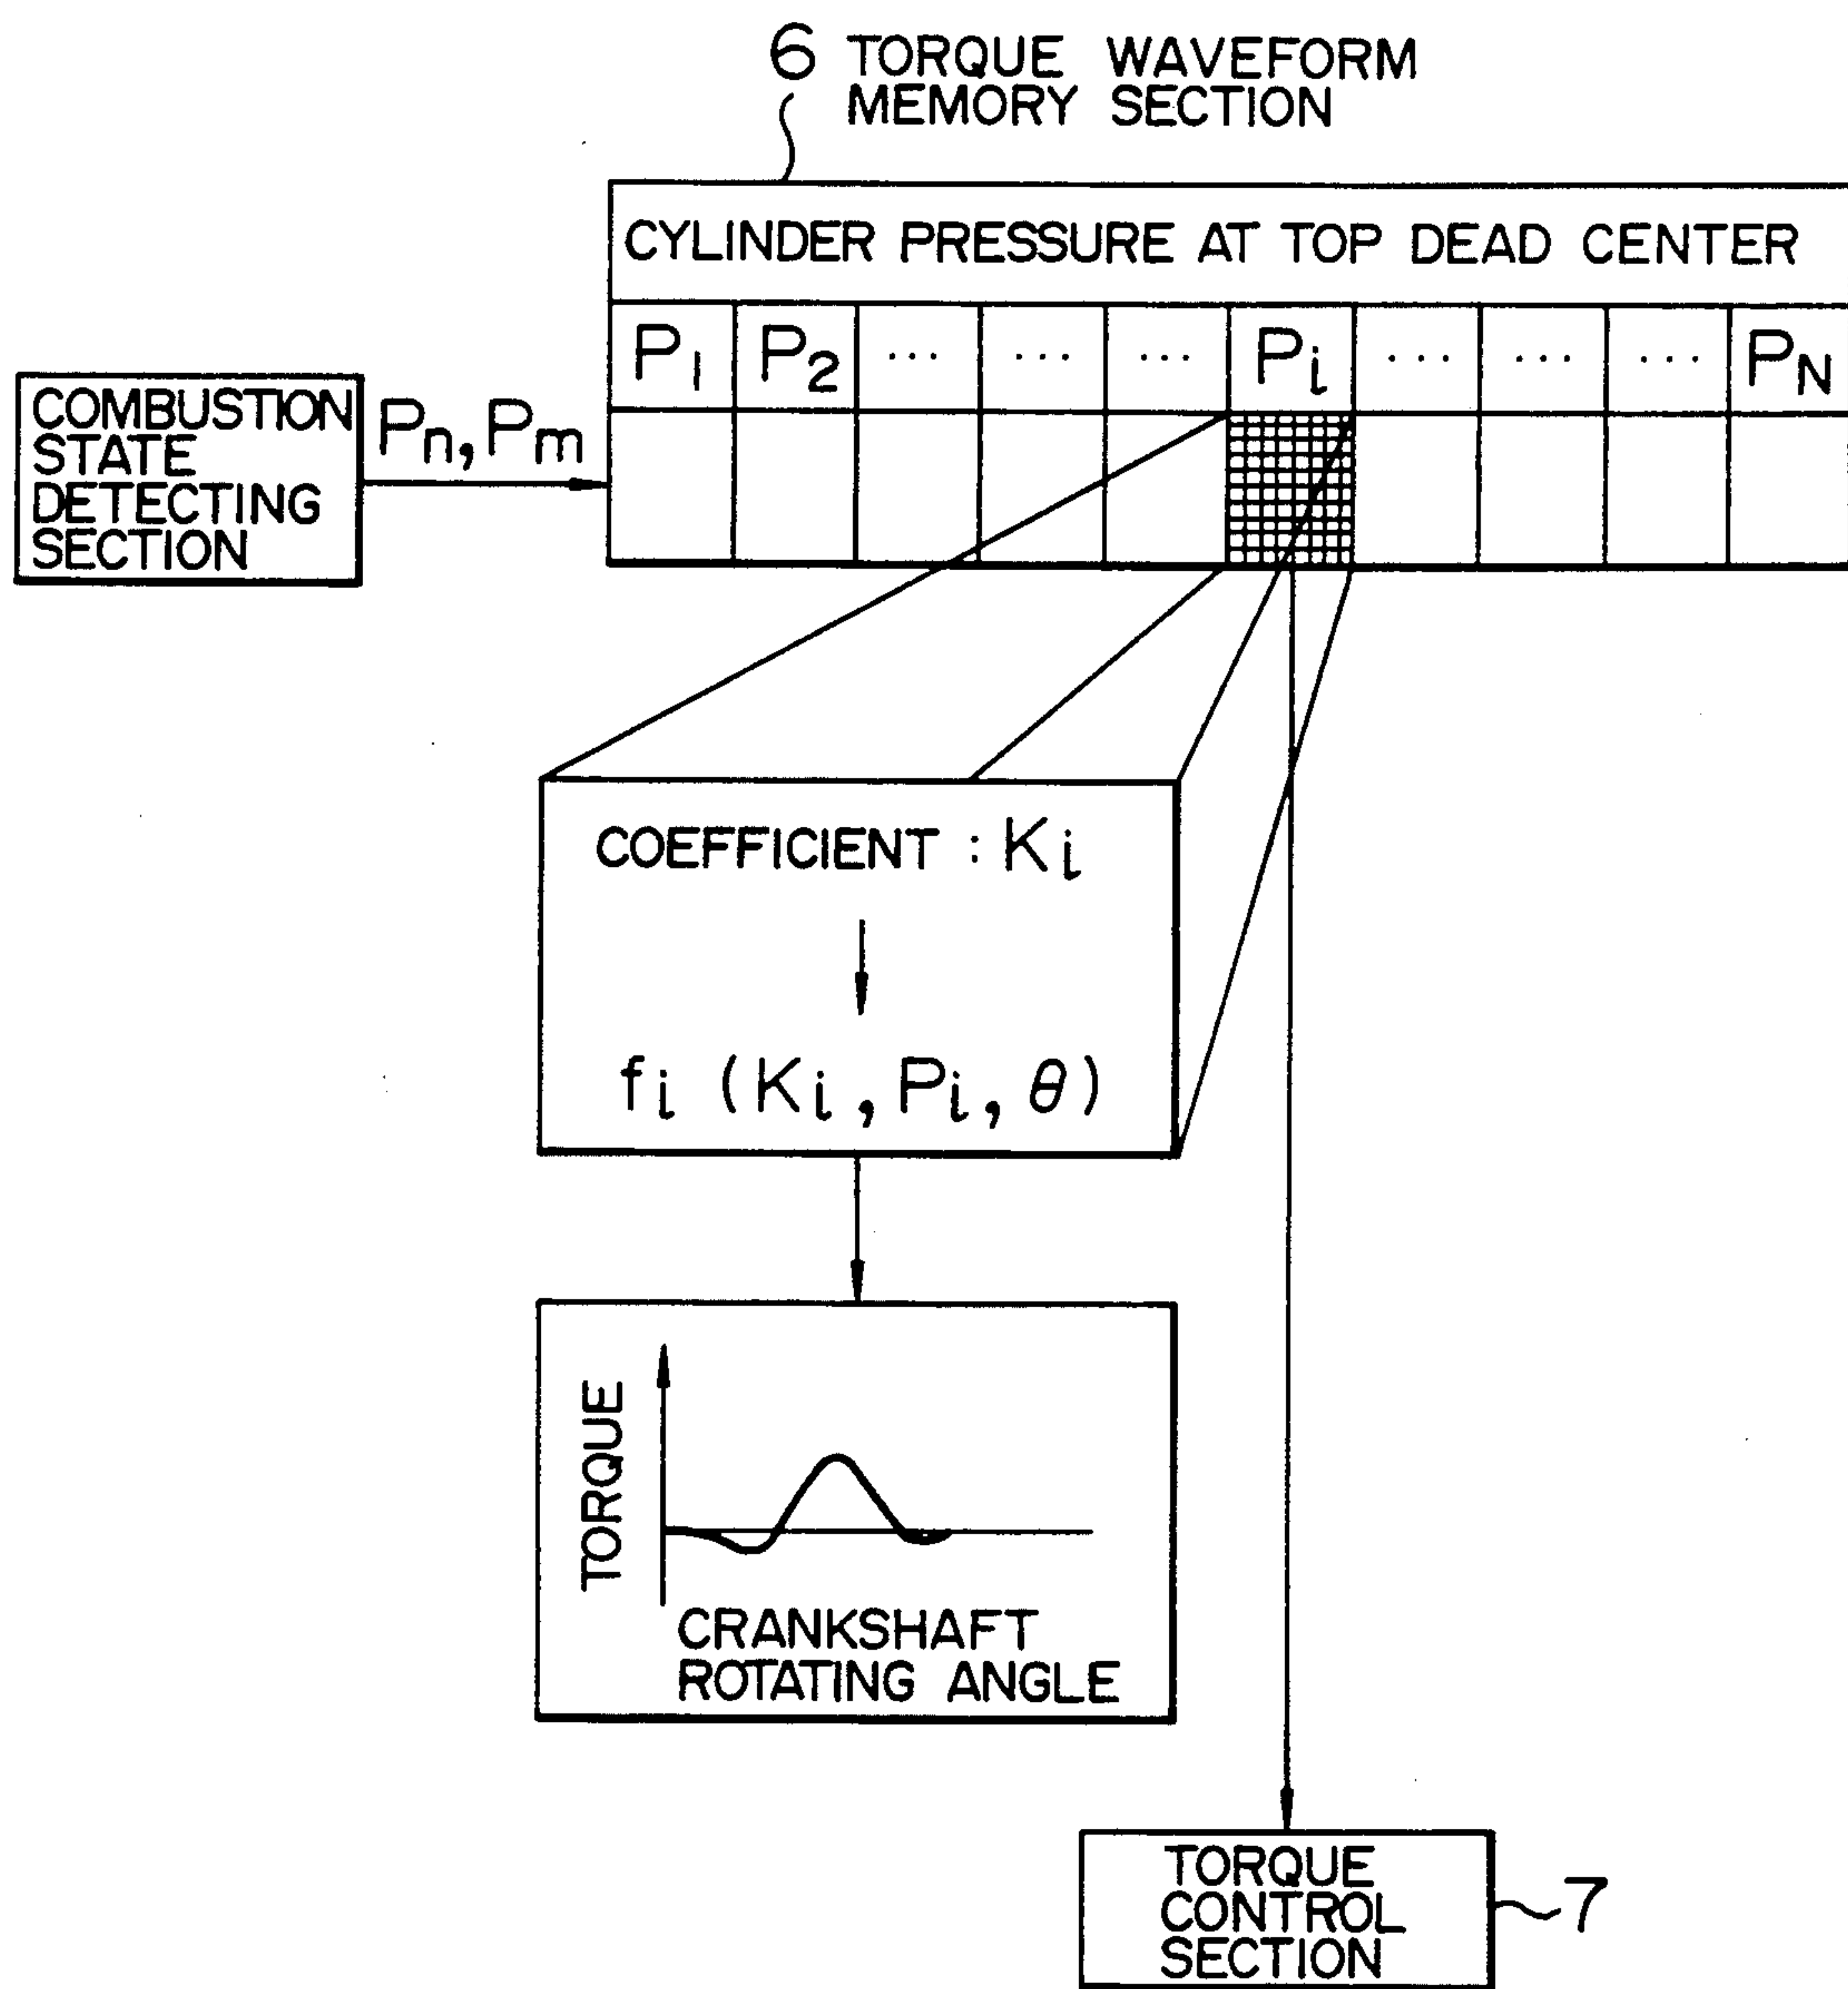 6 TORQUE WAVEFORM
MEMORY SECTION
CYLINDER PRESSURE AT TOP DEAD CENTER
P1 P2 ... ... ... Pi ... ... ... PN
COMBUSTION
STATE
DETECTING
SECTION
Pn, Pm
COEFFICIENT : Ki
fi (Ki, Pi, θ)
TORQUE
CRANKSHAFT
ROTATING ANGLE
TORQUE
CONTROL
SECTION
7